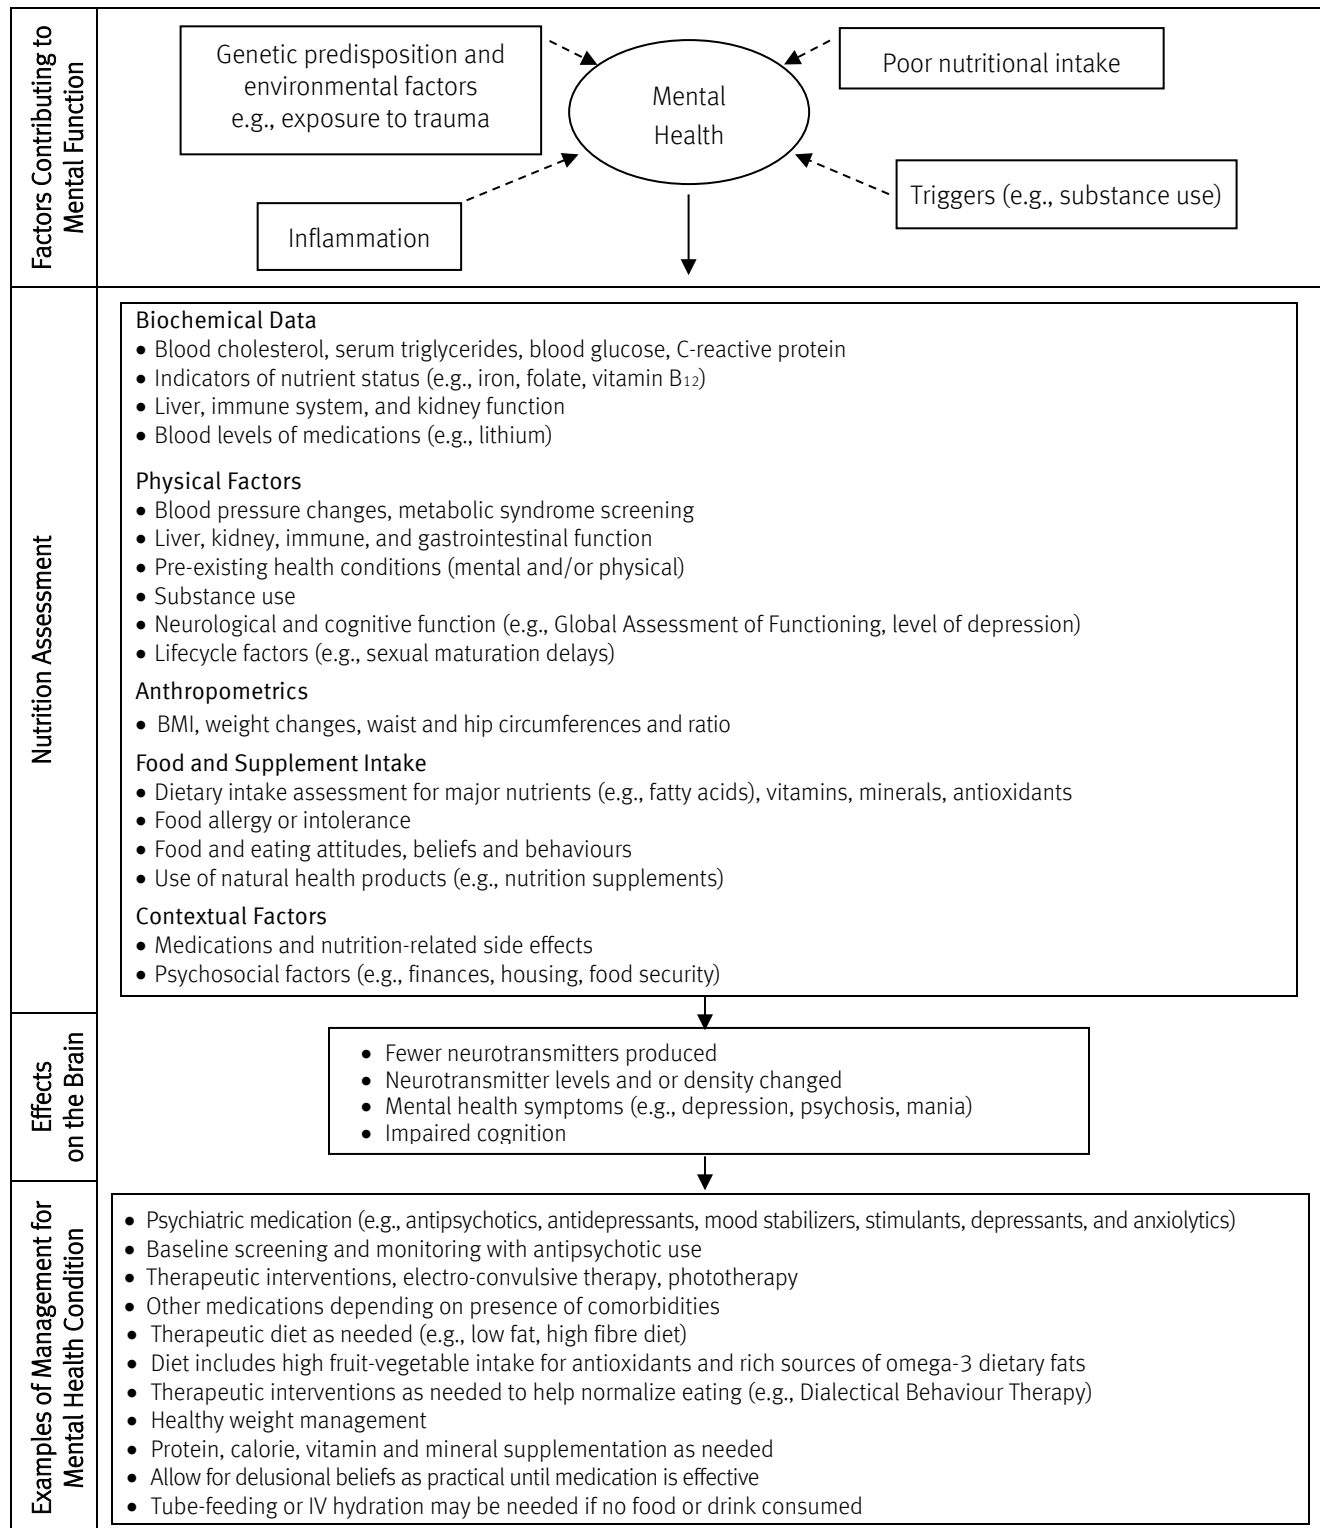 Factors Contributing to
Mental Function
Genetic predisposition and
environmental factors
e.g., exposure to trauma
Mental
Health
Poor nutritional intake
Triggers (e.g., substance use)
Inflammation
Nutrition Assessment
Biochemical Data
• Blood cholesterol, serum triglycerides, blood glucose, C-reactive protein
• Indicators of nutrient status (e.g., iron, folate, vitamin B₁₂)
• Liver, immune system, and kidney function
• Blood levels of medications (e.g., lithium)
Physical Factors
• Blood pressure changes, metabolic syndrome screening
• Liver, kidney, immune, and gastrointestinal function
• Pre-existing health conditions (mental and/or physical)
• Substance use
• Neurological and cognitive function (e.g., Global Assessment of Functioning, level of depression)
• Lifecycle factors (e.g., sexual maturation delays)
Anthropometrics
• BMI, weight changes, waist and hip circumferences and ratio
Food and Supplement Intake
• Dietary intake assessment for major nutrients (e.g., fatty acids), vitamins, minerals, antioxidants
• Food allergy or intolerance
• Food and eating attitudes, beliefs and behaviours
• Use of natural health products (e.g., nutrition supplements)
Contextual Factors
• Medications and nutrition-related side effects
• Psychosocial factors (e.g., finances, housing, food security)
Effects
on the Brain
• Fewer neurotransmitters produced
• Neurotransmitter levels and or density changed
• Mental health symptoms (e.g., depression, psychosis, mania)
• Impaired cognition
Examples of Management for
Mental Health Condition
• Psychiatric medication (e.g., antipsychotics, antidepressants, mood stabilizers, stimulants, depressants, and anxiolytics)
• Baseline screening and monitoring with antipsychotic use
• Therapeutic interventions, electro-convulsive therapy, phototherapy
• Other medications depending on presence of comorbidities
• Therapeutic diet as needed (e.g., low fat, high fibre diet)
• Diet includes high fruit-vegetable intake for antioxidants and rich sources of omega-3 dietary fats
• Therapeutic interventions as needed to help normalize eating (e.g., Dialectical Behaviour Therapy)
• Healthy weight management
• Protein, calorie, vitamin and mineral supplementation as needed
• Allow for delusional beliefs as practical until medication is effective
• Tube-feeding or IV hydration may be needed if no food or drink consumed